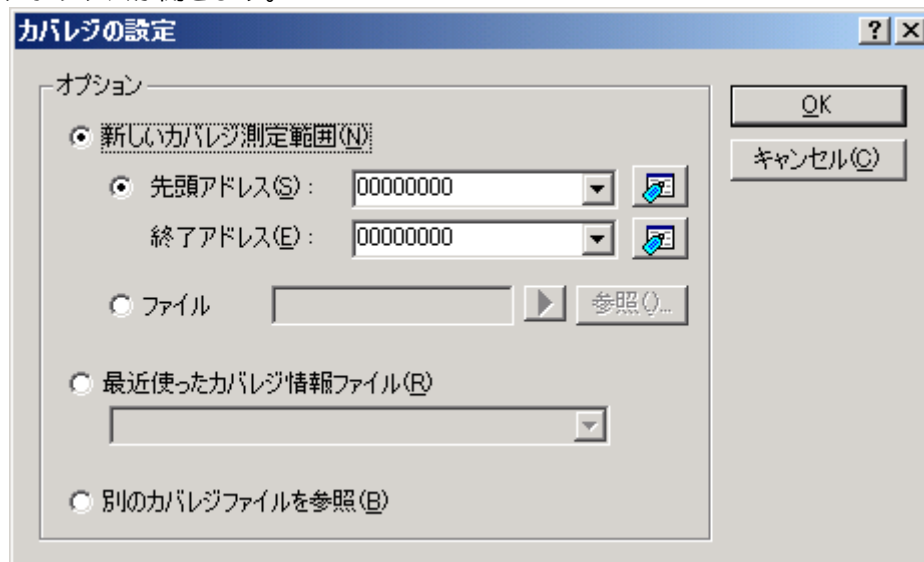 カバレジの設定
オプション
新しいカバレジ測定範囲(N)
先頭アドレス(S): 00000000
終了アドレス(E): 00000000
ファイル 参照()...
最近使ったカバレジ情報ファイル(R)
別のカバレジファイルを参照(B)
OK
キャンセル(C)